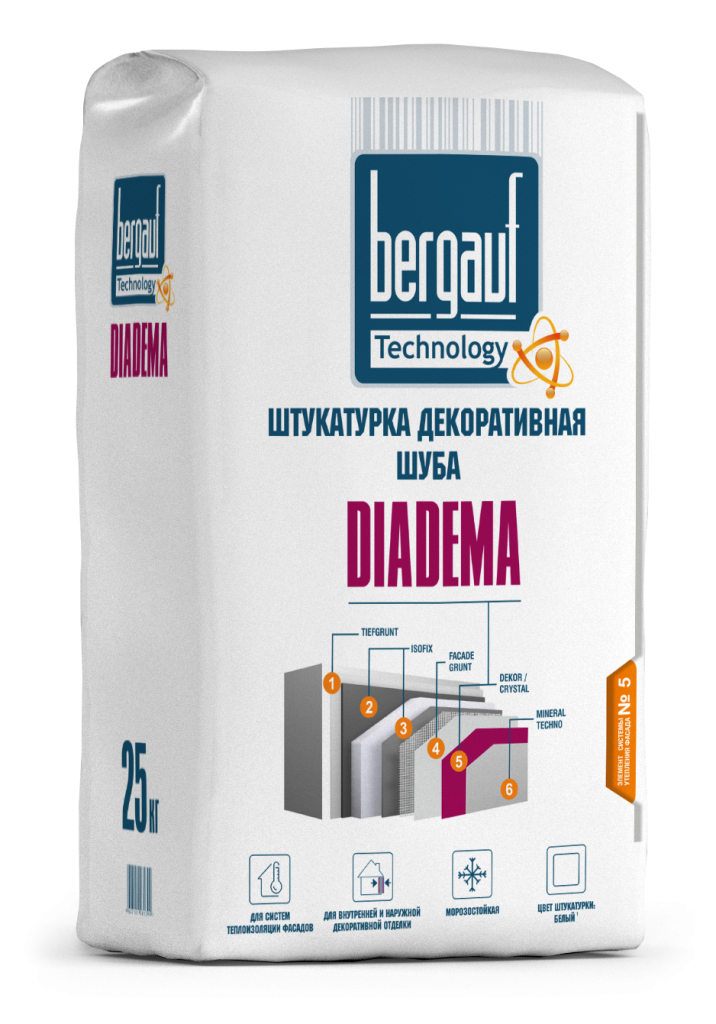 bergauf
Technology
DIADEMA
25 кг
bergauf
Technology
ШТУКАТУРКА ДЕКОРАТИВНАЯ
ШУБА
DIADEMA
TIEFGRUNT
ISOFIX
FACADE
GRUNT
DEKOR /
CRYSTAL
MINERAL
TECHNO
1
2
3
4
5
6
ЭЛЕМЕНТ СИСТЕМЫ
УТЕПЛЕНИЯ ФАСАДА
№ 5
ДЛЯ СИСТЕМ
ТЕПЛОИЗОЛЯЦИИ ФАСАДОВ
ДЛЯ ВНУТРЕННЕЙ И НАРУЖНОЙ
ДЕКОРАТИВНОЙ ОТДЕЛКИ
МОРОЗОСТОЙКАЯ
ЦВЕТ ШТУКАТУРКИ:
БЕЛЫЙ¹